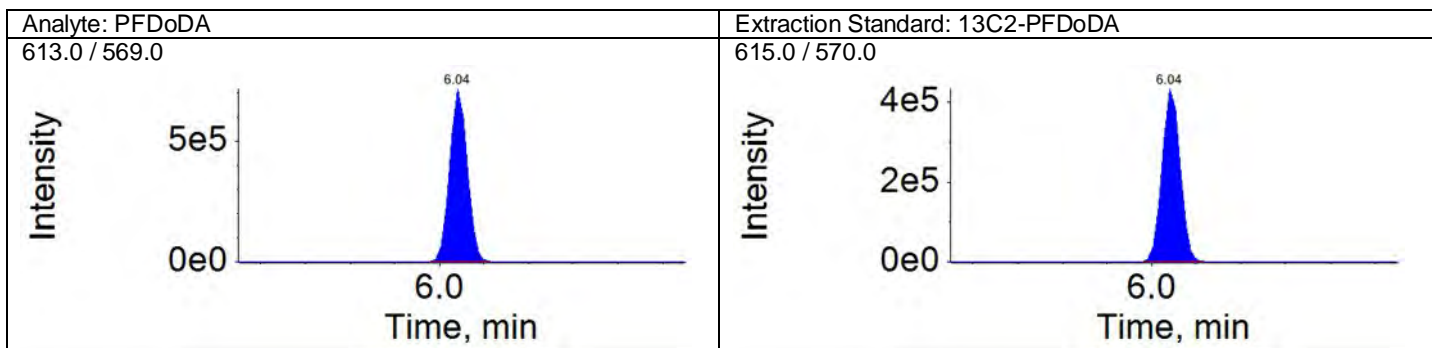 Analyte: PFDoDA
613.0 / 569.0
6.04
Intensity
5e5
0e0
6.0
Time, min
Extraction Standard: 13C2-PFDoDA
615.0 / 570.0
6.04
Intensity
4e5
2e5
0e0
6.0
Time, min